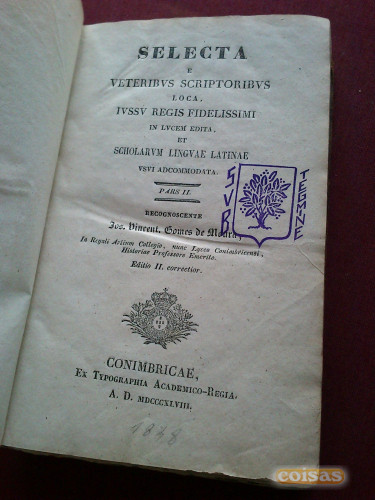 SELECTA
E
VETERIBVS SCRIPTORIBVS
LOCA,
IVSSV REGIS FIDELISSIMI
IN LVCEM EDITA,
ET
SCHOLARVM LINGVAE LATINAE
VSVI ADCOMMODATA.
PARS II.
RECOGNOSCENTE
Jos. Vincent. Gomes de Moura,
In Regali Artium Collegio, nunc Lyceo Conimbricensi,
Historiae Professore Emerito.
Editio II. correctior.
SVB
TEGMINE
CONIMBRICAE,
EX TYPOGRAPHIA ACADEMICO-REGIA.
A. D. MDCCCXLVIII.
1848
coisas